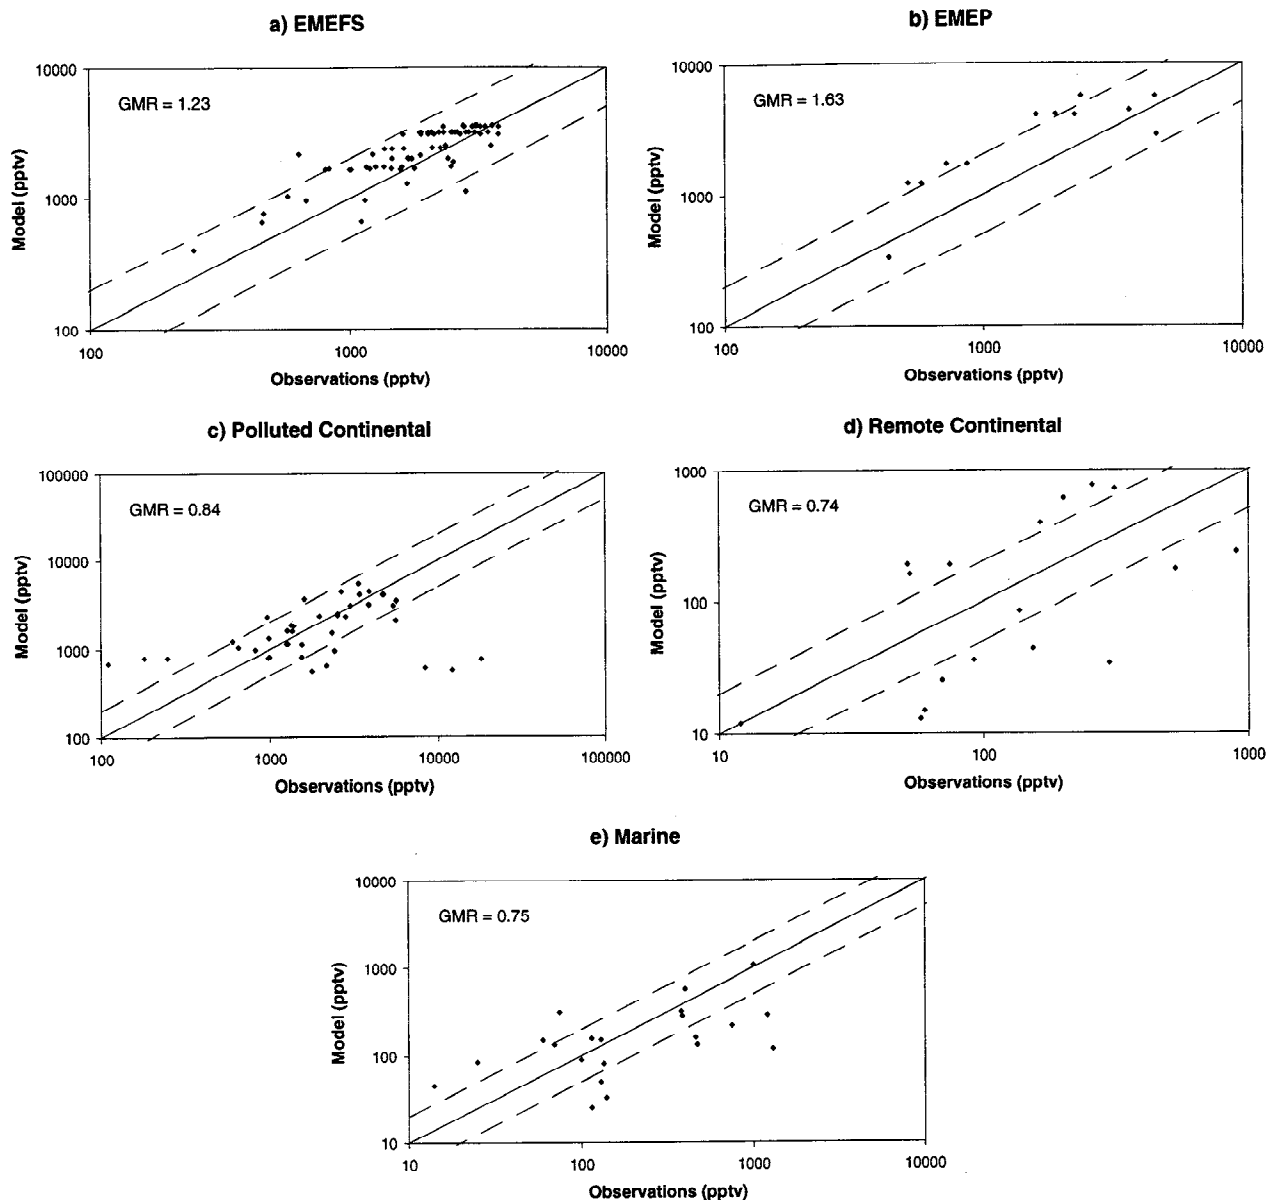 a) EMEFS
10000
GMR = 1.23
1000
100
100
1000
10000
Model (pptv)
Observations (pptv)
b) EMEP
10000
GMR = 1.63
1000
100
100
1000
10000
Model (pptv)
Observations (pptv)
c) Polluted Continental
100000
GMR = 0.84
10000
1000
100
100
1000
10000
100000
Model (pptv)
Observations (pptv)
d) Remote Continental
1000
GMR = 0.74
100
10
10
100
1000
Model (pptv)
Observations (pptv)
e) Marine
10000
GMR = 0.75
1000
100
10
10
100
1000
10000
Model (pptv)
Observations (pptv)